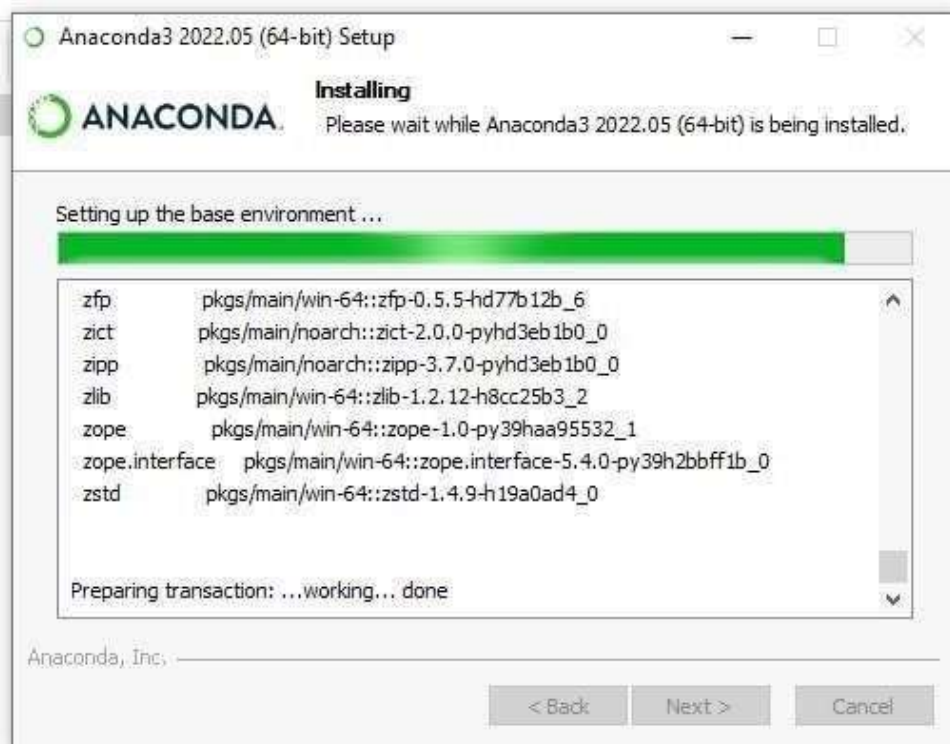 Anaconda3 2022.05 (64-bit) Setup
ANACONDA.
Installing
Please wait while Anaconda3 2022.05 (64-bit) is being installed.
Setting up the base environment ...
zfp pkgs/main/win-64::zfp-0.5.5-hd77b12b_6
zict pkgs/main/noarch::zict-2.0.0-pyhd3eb1b0_0
zipp pkgs/main/noarch::zipp-3.7.0-pyhd3eb1b0_0
zlib pkgs/main/win-64::zlib-1.2.12-h8cc25b3_2
zope pkgs/main/win-64::zope-1.0-py39haa95532_1
zope.interface pkgs/main/win-64::zope.interface-5.4.0-py39h2bbff1b_0
zstd pkgs/main/win-64::zstd-1.4.9-h19a0ad4_0
Preparing transaction: ...working... done
Anaconda, Inc.
< Back Next > Cancel